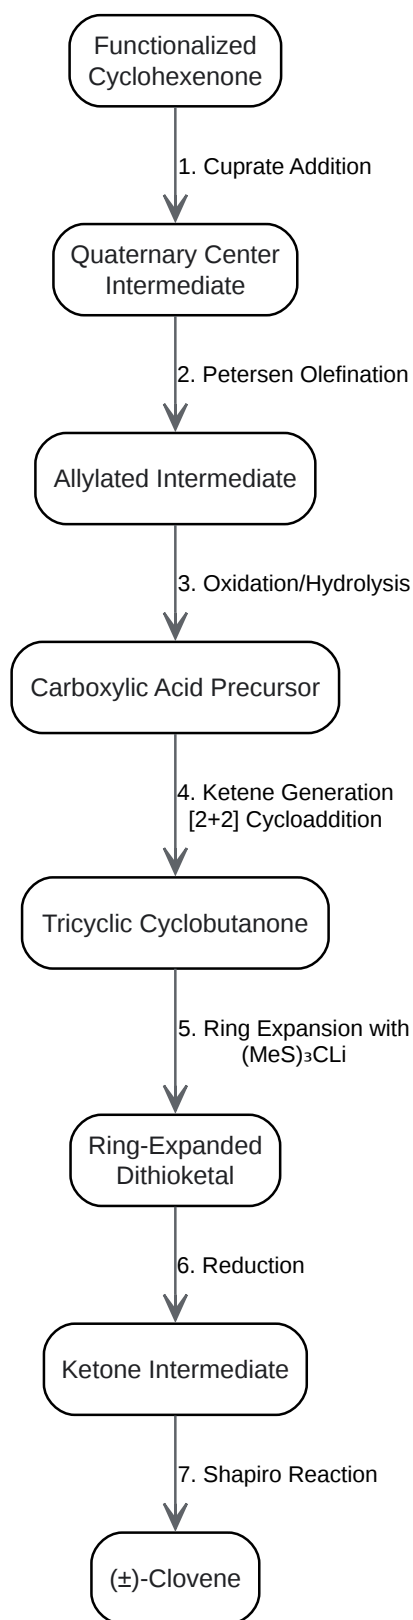 Functionalized
Cyclohexenone
1. Cuprate Addition
Quaternary Center
Intermediate
2. Petersen Olefination
Allylated Intermediate
3. Oxidation/Hydrolysis
Carboxylic Acid Precursor
4. Ketene Generation
[2+2] Cycloaddition
Tricyclic Cyclobutanone
5. Ring Expansion with
(MeS)₃CLi
Ring-Expanded
Dithioketal
6. Reduction
Ketone Intermediate
7. Shapiro Reaction
(±)-Clovene